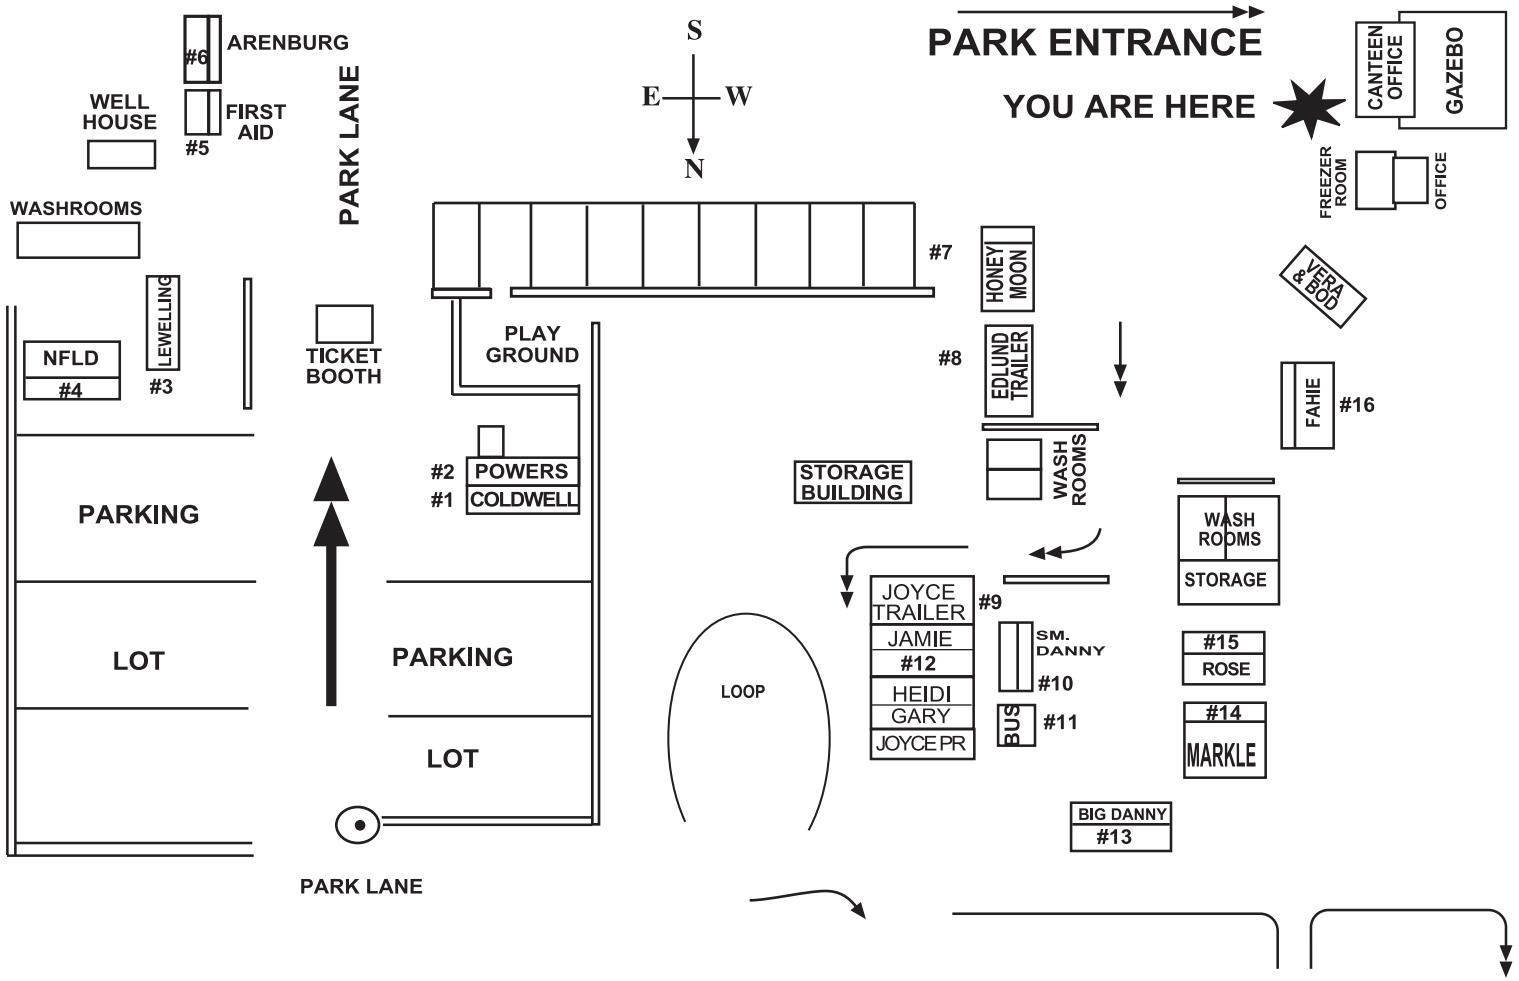 PARK ENTRANCE
YOU ARE HERE
CANTEEN
OFFICE
GAZEBO
FREEZER
ROOM
OFFICE
S
E
W
N
#6
ARENBURG
FIRST
AID
#5
WELL
HOUSE
PARK LANE
WASHROOMS
LEWELLING
#3
NFLD
#4
TICKET
BOOTH
PLAY
GROUND
#7
HONEY
MOON
#8
EDLUND
TRAILER
VERA
& BOD
FAHIE
#16
#2
POWERS
#1
COLDWELL
STORAGE
BUILDING
WASH
ROOMS
WASH
ROOMS
STORAGE
PARKING
LOT
PARKING
LOT
LOOP
JOYCE
TRAILER
#9
JAMIE
#12
HEIDI
GARY
JOYCE PR
SM.
DANNY
#10
BUS
#11
#15
ROSE
#14
MARKLE
BIG DANNY
#13
PARK LANE